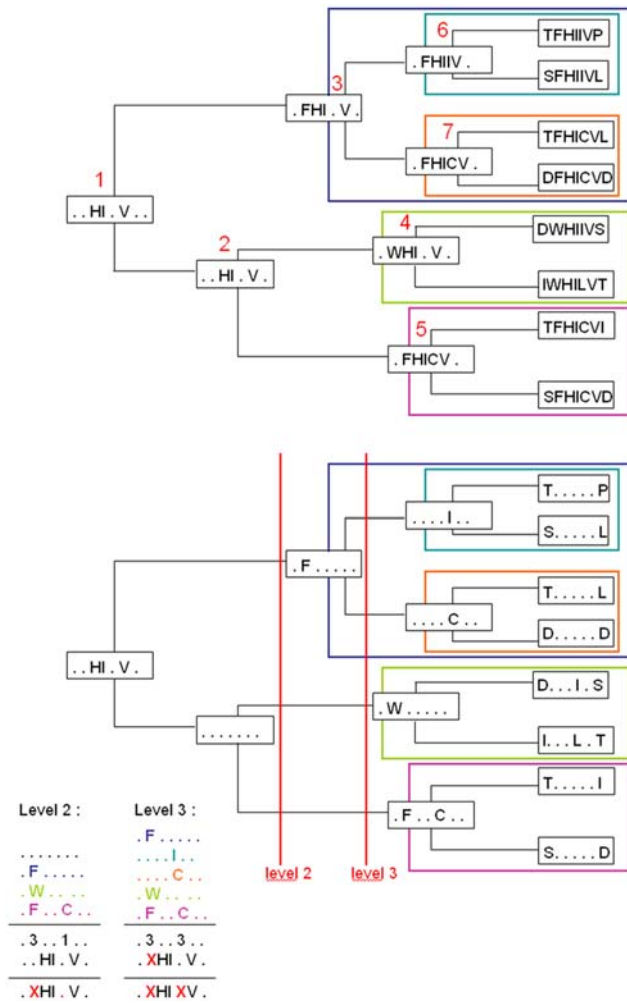 6
TFHIIVP
. FHIIV .
SFHIIVL
3
. FHI . V .
7
TFHICVL
. FHICV .
DFHICVD
1
. . HI . V . .
2
4
DWHIIVS
. WHI . V .
. . HI . V .
IWHILVT
5
TFHICVI
. FHICV .
SFHICVD
T . . . . . P
. . . . I . .
S . . . . . L
. F . . . . .
T . . . . . L
. . . . C . .
D . . . . . D
. . HI . V .
D . . . I . S
. W . . . . .
. . . . . . .
I . . . L . T
T . . . . . I
. F . . C . .
S . . . . . D
level 2
level 3
Level 2 :
. . . . . . .
. F . . . . .
. W . . . . .
. F . . C . .
. 3 . . 1 . .
. . HI . V .
. XHI . V .
Level 3 :
. F . . . . .
. . . . I . .
. . . . C . .
. W . . . . .
. F . . C . .
. 3 . . 3 . .
. XHI . V .
. XHI XV .